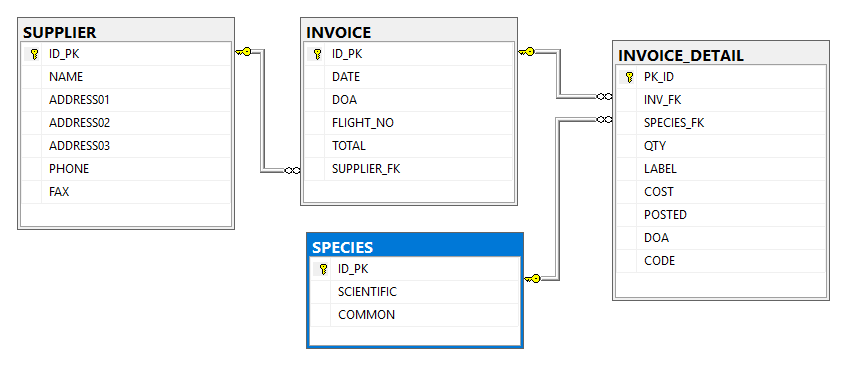 SUPPLIER
ID_PK
NAME
ADDRESS01
ADDRESS02
ADDRESS03
PHONE
FAX
INVOICE
ID_PK
DATE
DOA
FLIGHT_NO
TOTAL
SUPPLIER_FK
INVOICE_DETAIL
PK_ID
INV_FK
SPECIES_FK
QTY
LABEL
COST
POSTED
DOA
CODE
SPECIES
ID_PK
SCIENTIFIC
COMMON